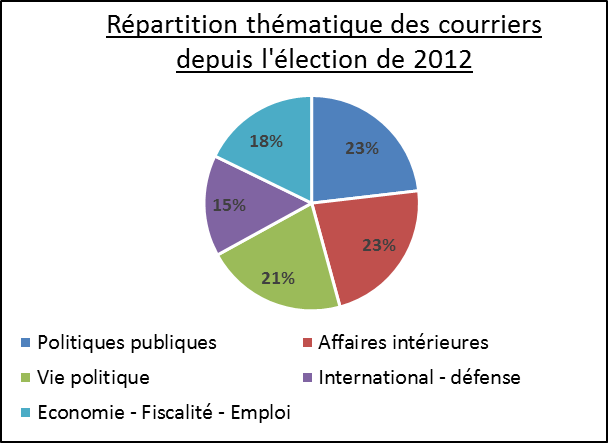 Répartition thématique des courriers
depuis l'élection de 2012
18%
23%
15%
23%
21%
Politiques publiques
Affaires intérieures
Vie politique
International - défense
Economie - Fiscalité - Emploi